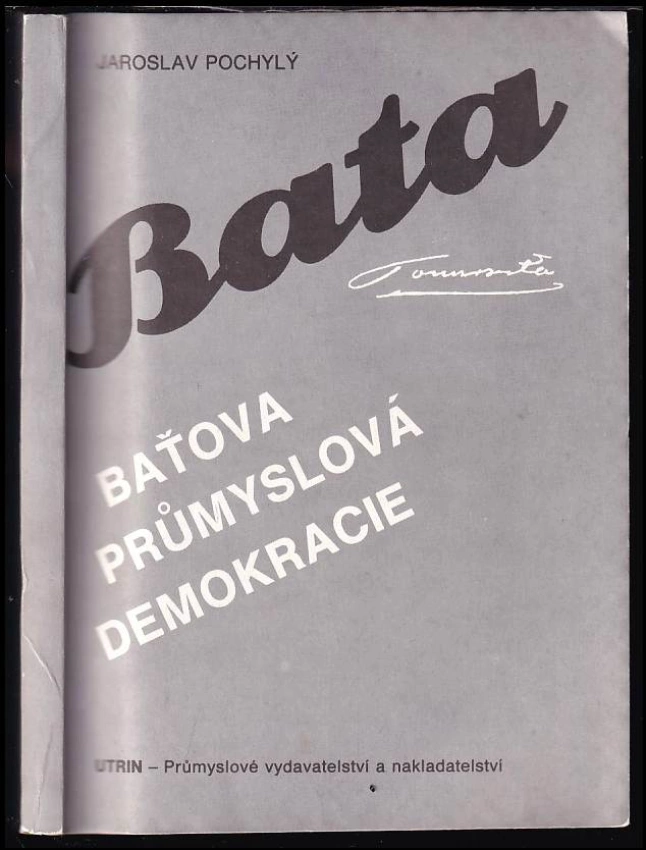 JAROSLAV POCHYLÝ
Bata
BAŤOVA
PRŮMYSLOVÁ
DEMOKRACIE
UTRIN – Průmyslové vydavatelství a nakladatelství